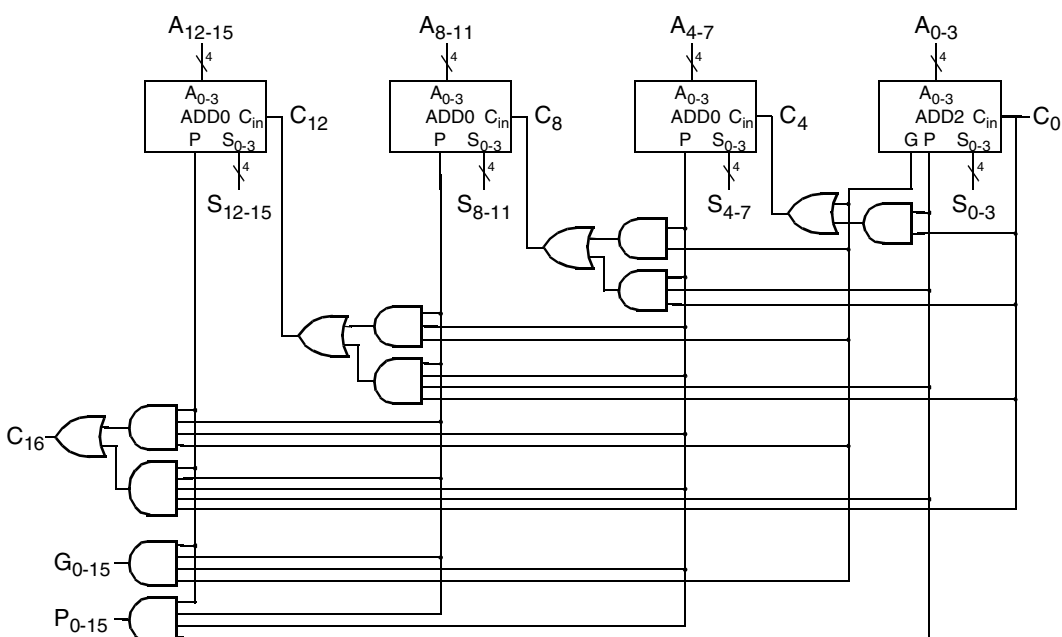 A12-15 A8-11 A4-7 A0-3
4 4 4 4
A0-3 A0-3 A0-3 A0-3
ADD0 Cin C12 ADD0 Cin C8 ADD0 Cin C4 ADD2 Cin C0
P S0-3 P S0-3 P S0-3 G P S0-3
4 4 4 4
S12-15 S8-11 S4-7 S0-3
C16
G0-15
P0-15